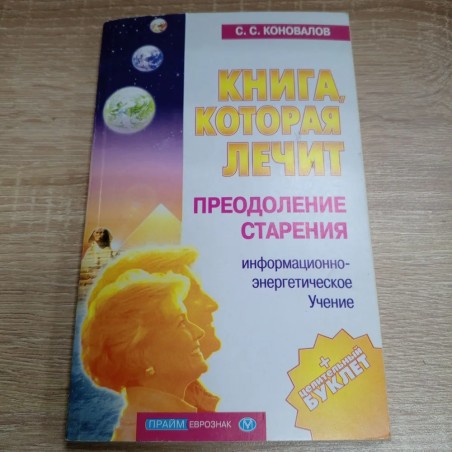 С. С. КОНОВАЛОВ
КНИГА,
КОТОРАЯ
ЛЕЧИТ
ПРЕОДОЛЕНИЕ
СТАРЕНИЯ
информационно-
энергетическое
Учение
+
целительный
БУКЛЕТ
ПРАЙМ ЕВРОЗНАК